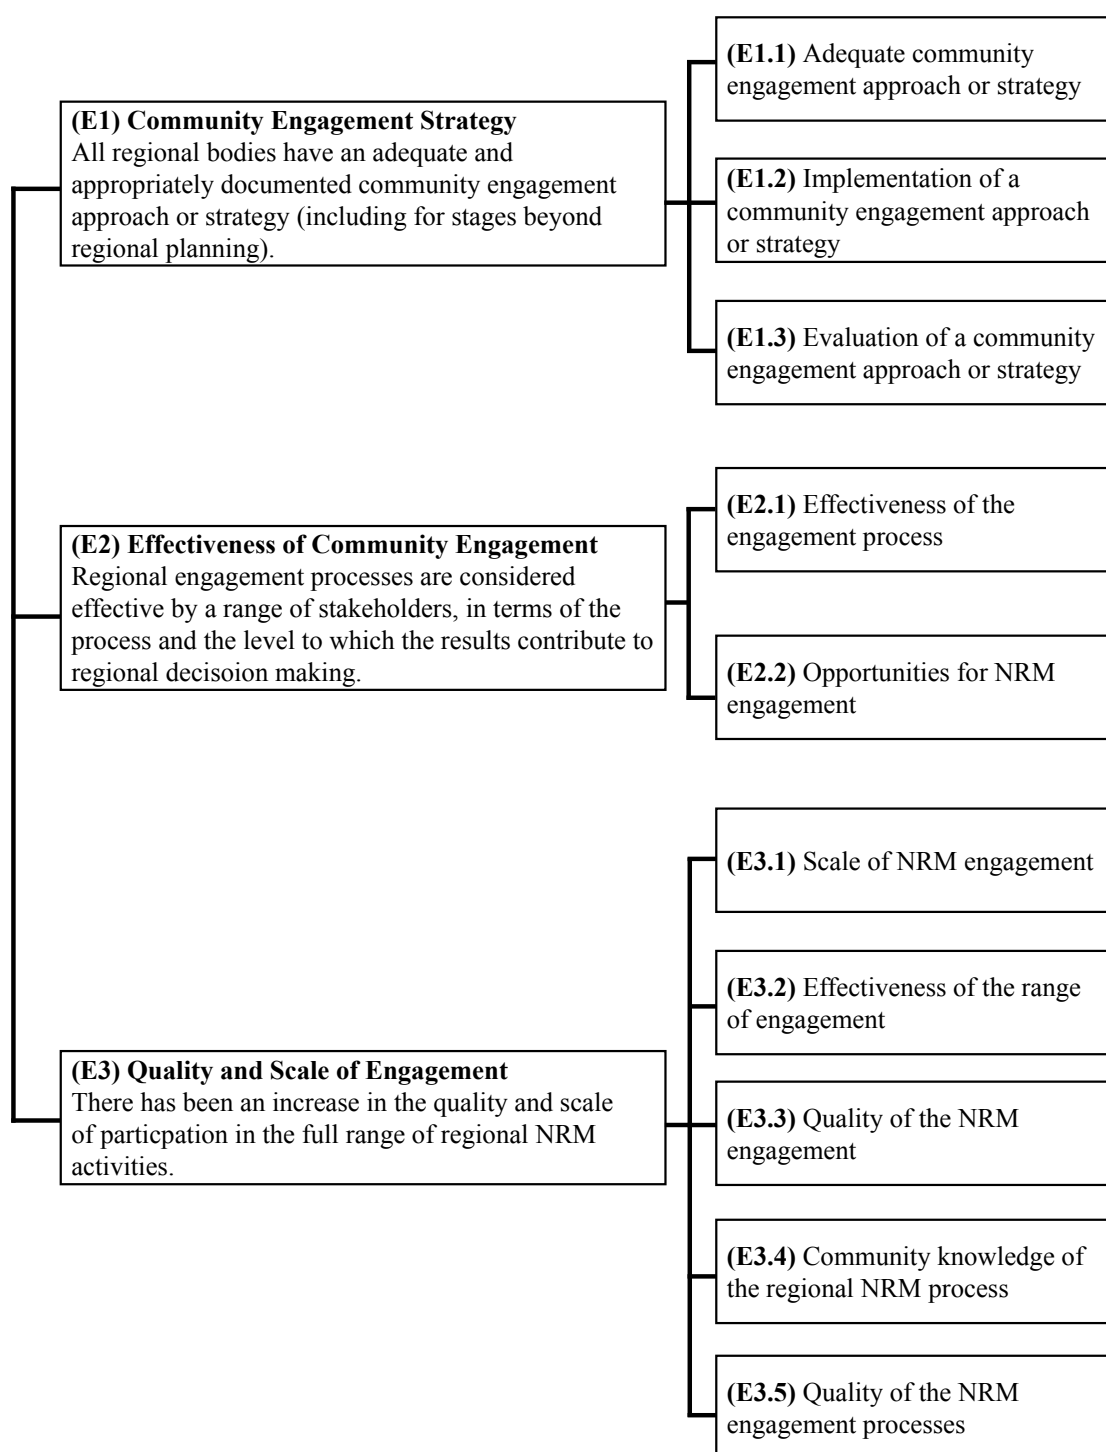 (E1) Community Engagement Strategy
All regional bodies have an adequate and
appropriately documented community engagement
approach or strategy (including for stages beyond
regional planning).
(E1.1) Adequate community
engagement approach or strategy
(E1.2) Implementation of a
community engagement approach
or strategy
(E1.3) Evaluation of a community
engagement approach or strategy
(E2) Effectiveness of Community Engagement
Regional engagement processes are considered
effective by a range of stakeholders, in terms of the
process and the level to which the results contribute to
regional decisoion making.
(E2.1) Effectiveness of the
engagement process
(E2.2) Opportunities for NRM
engagement
(E3) Quality and Scale of Engagement
There has been an increase in the quality and scale
of particpation in the full range of regional NRM
activities.
(E3.1) Scale of NRM engagement
(E3.2) Effectiveness of the range
of engagement
(E3.3) Quality of the NRM
engagement
(E3.4) Community knowledge of
the regional NRM process
(E3.5) Quality of the NRM
engagement processes